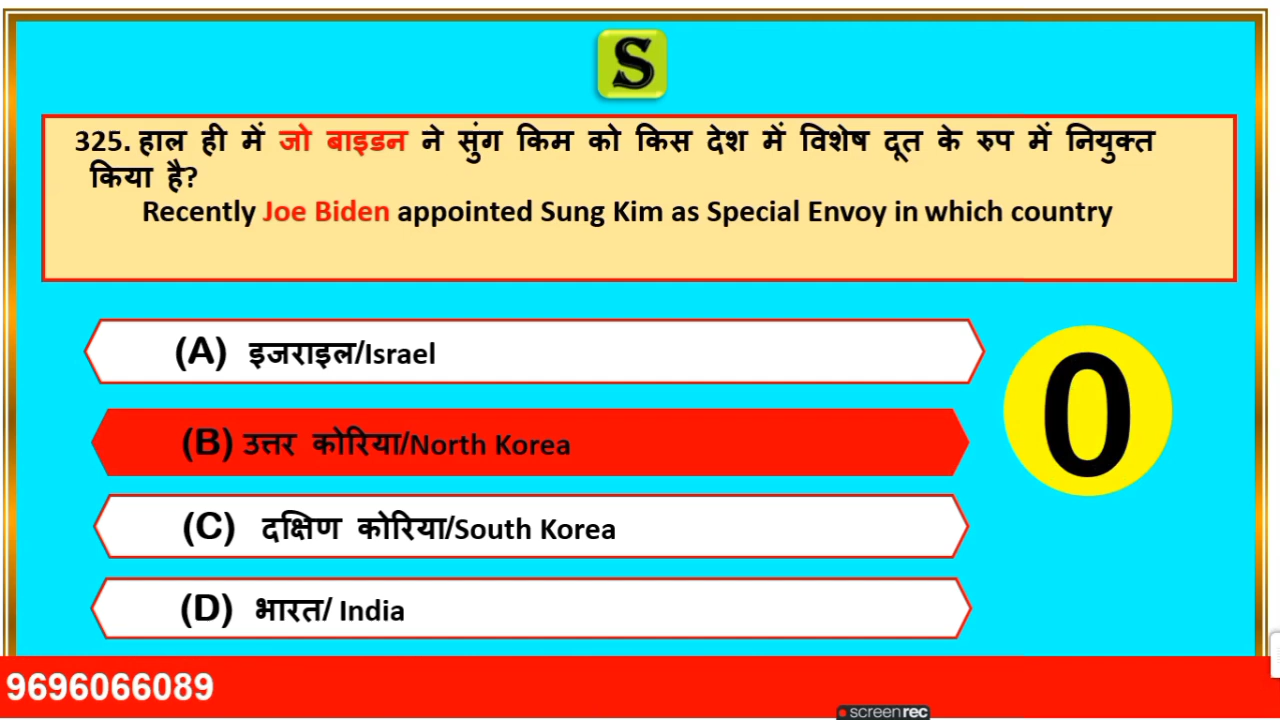 S
325. हाल ही में जो बाइडन ने सुंग किम को किस देश में विशेष दूत के रुप में नियुक्त
किया है?
Recently Joe Biden appointed Sung Kim as Special Envoy in which country
(A) इजराइल/Israel
(B) उत्तर कोरिया/North Korea
0
(C) दक्षिण कोरिया/South Korea
(D) भारत/ India
9696066089
screenrec